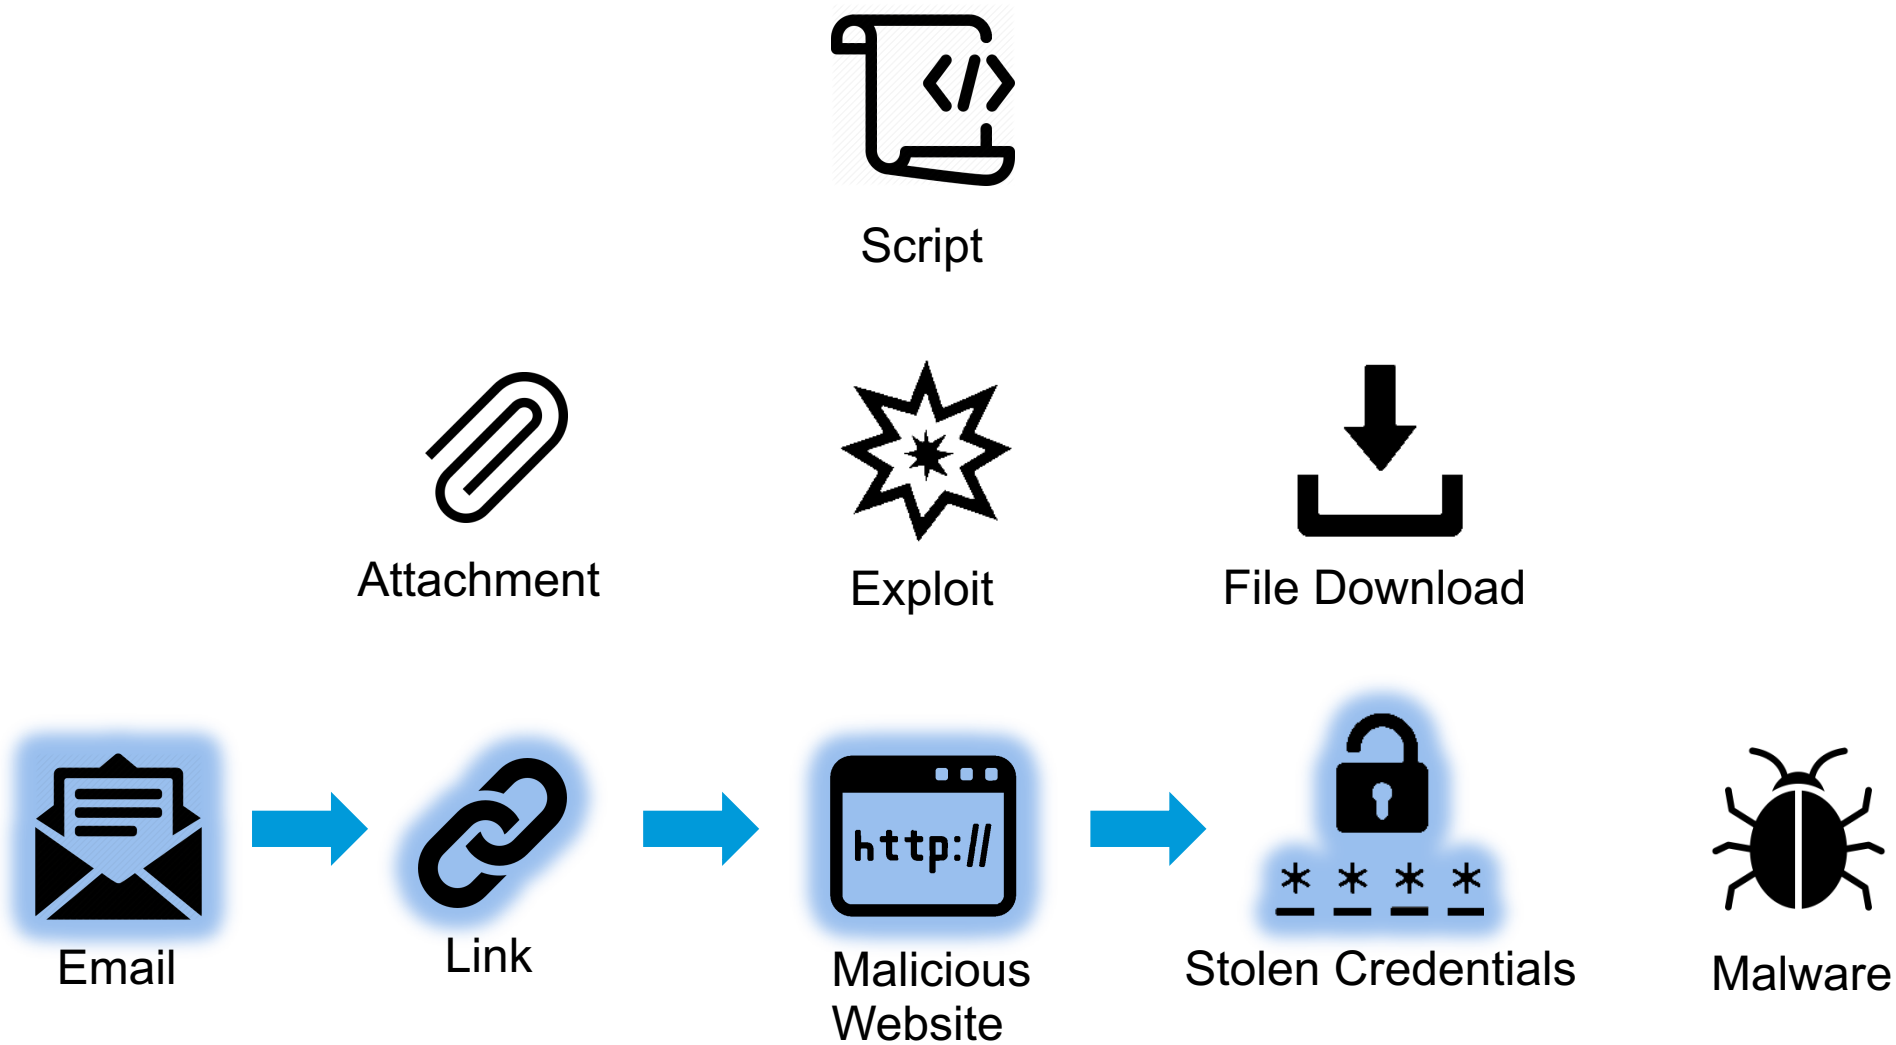 </>
Script
Attachment
Exploit
File Download
http://
* * * *
Email
Link
Malicious
Website
Stolen Credentials
Malware